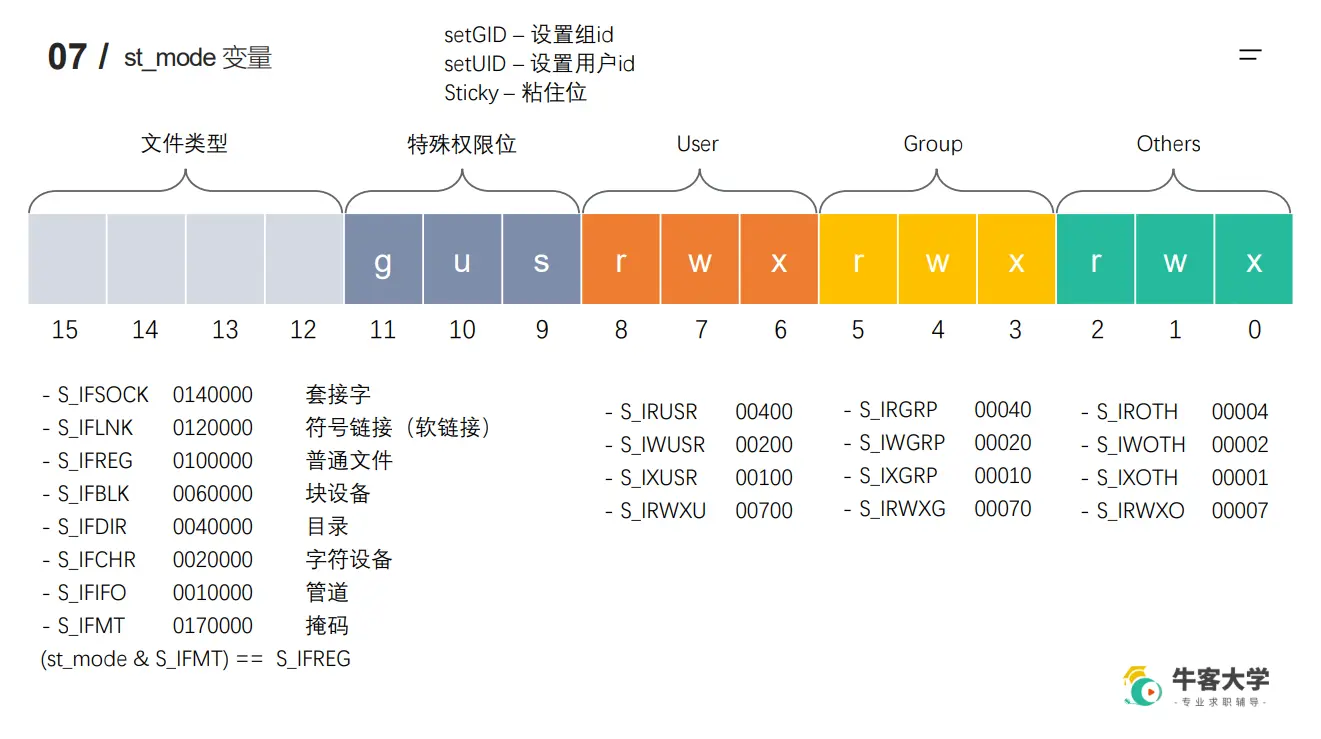 07 / st_mode 变量
setGID – 设置组id
setUID – 设置用户id
Sticky – 粘住位
文件类型 特殊权限位 User Group Others
g u s r w x r w x r w x
15 14 13 12 11 10 9 8 7 6 5 4 3 2 1 0
- S_IFSOCK 0140000 套接字
- S_IFLNK 0120000 符号链接（软链接）
- S_IFREG 0100000 普通文件
- S_IFBLK 0060000 块设备
- S_IFDIR 0040000 目录
- S_IFCHR 0020000 字符设备
- S_IFIFO 0010000 管道
- S_IFMT 0170000 掩码
(st_mode & S_IFMT) == S_IFREG
- S_IRUSR 00400
- S_IWUSR 00200
- S_IXUSR 00100
- S_IRWXU 00700
- S_IRGRP 00040
- S_IWGRP 00020
- S_IXGRP 00010
- S_IRWXG 00070
- S_IROTH 00004
- S_IWOTH 00002
- S_IXOTH 00001
- S_IRWXO 00007
牛客大学
- 专业求职辅导 -